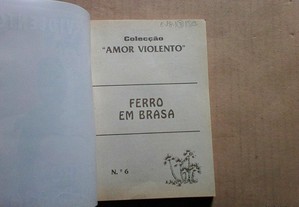 Colecção
"AMOR VIOLENTO"
FERRO
EM BRASA
N.º 6